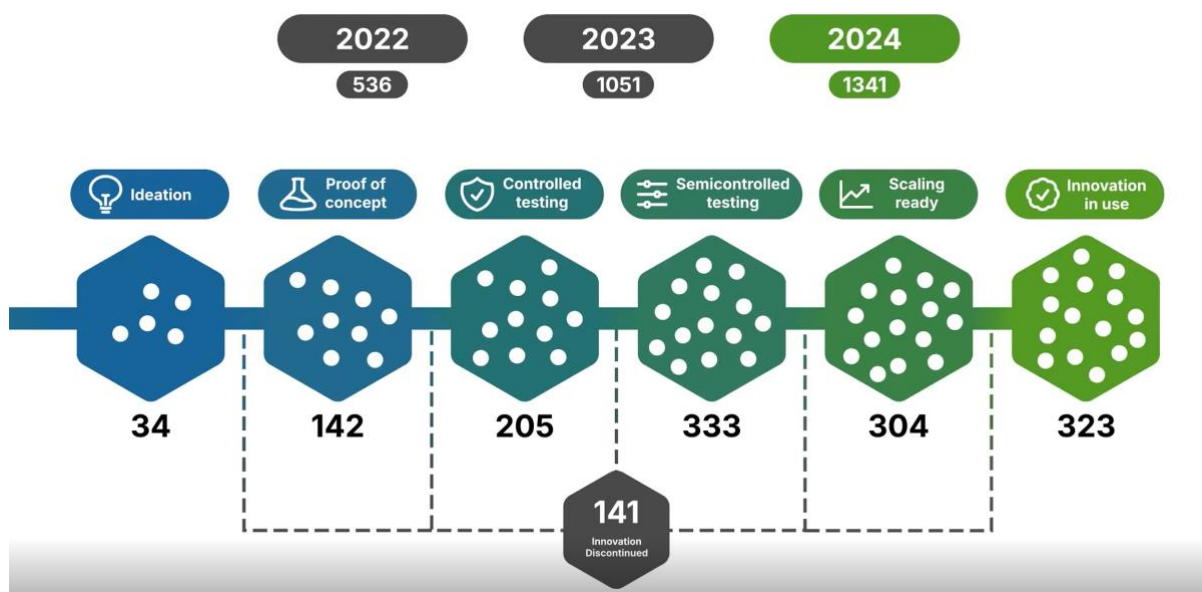 2022
2023
2024
536
1051
1341
Ideation
Proof of
concept
Controlled
testing
Semicontrolled
testing
Scaling
ready
Innovation
in use
34
142
205
333
304
323
141
Innovation
Discontinued